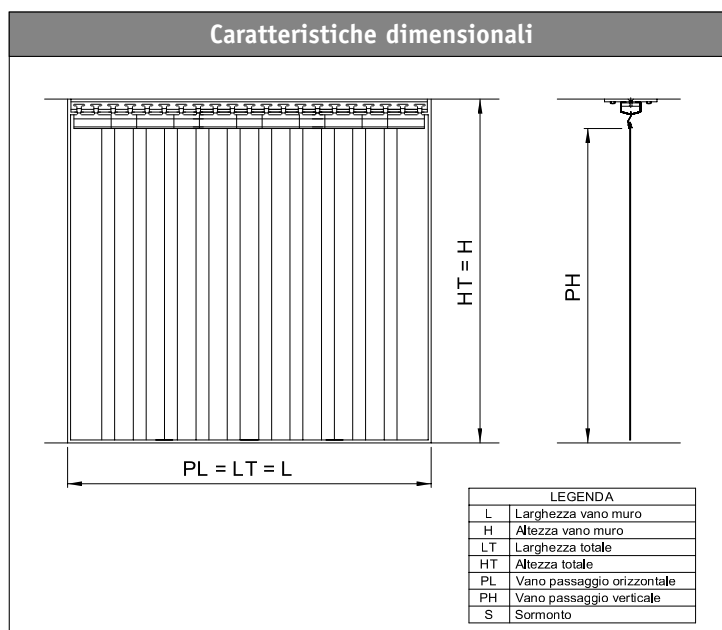 Caratteristiche dimensionali
HT = H
PH
PL = LT = L
LEGENDA
L Larghezza vano muro
H Altezza vano muro
LT Larghezza totale
HT Altezza totale
PL Vano passaggio orizzontale
PH Vano passaggio verticale
S Sormonto